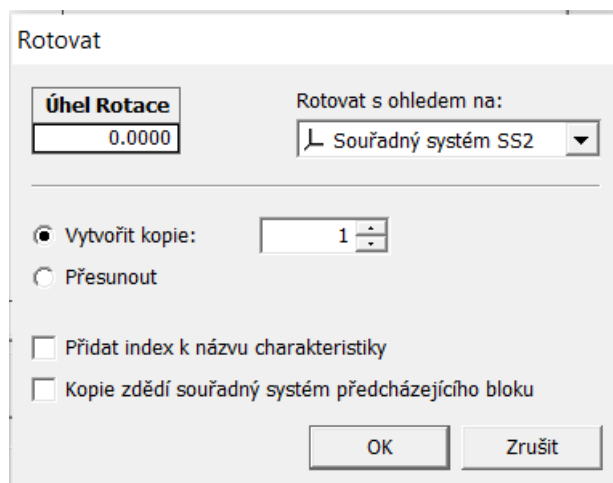 Rotovat
Úhel Rotace
0.0000
Rotovat s ohledem na:
Souřadný systém SS2
Vytvořit kopie:
1
Přesunout
Přidat index k názvu charakteristiky
Kopie zdědí souřadný systém předcházejícího bloku
OK
Zrušit